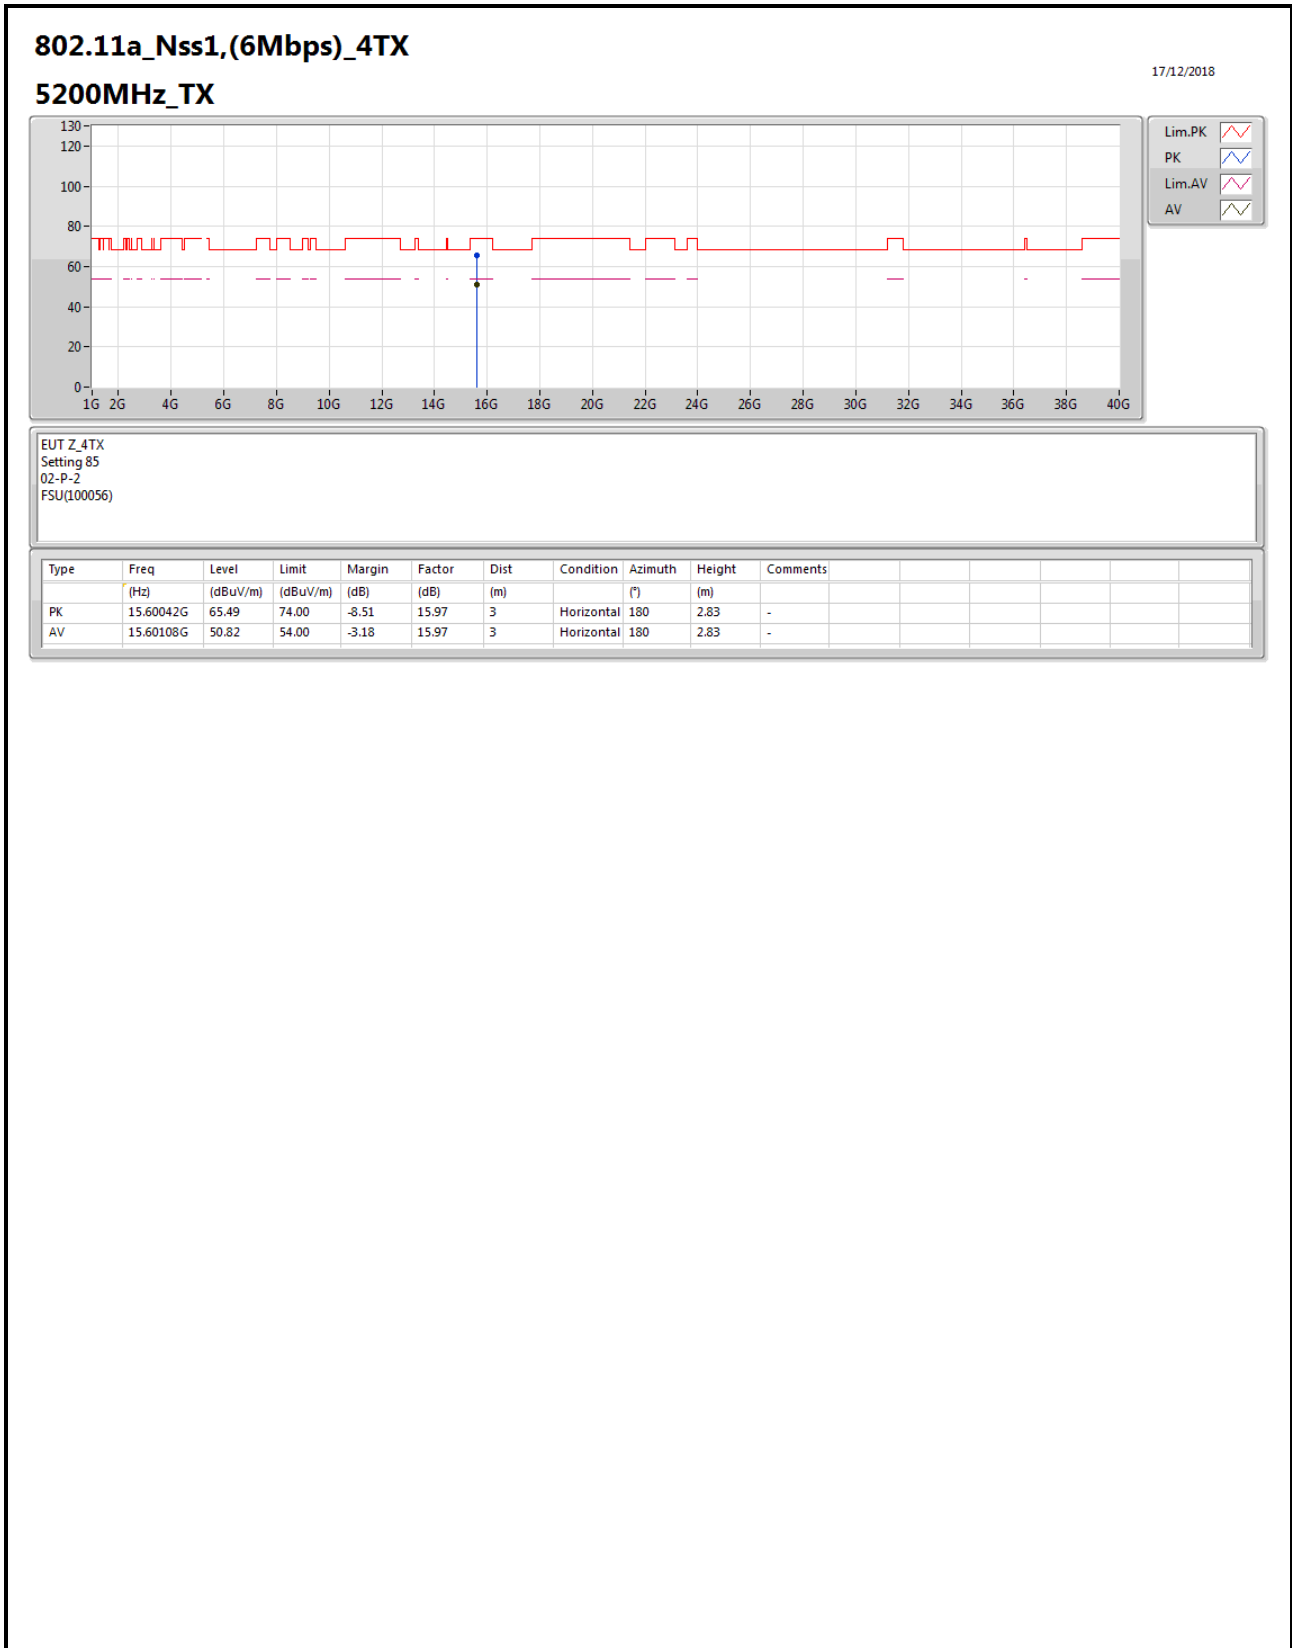 802.11a_Nss1,(6Mbps)_4TX
17/12/2018
5200MHz_TX
130
120
100
80
60
40
20
0
1G 2G 4G 6G 8G 10G 12G 14G 16G 18G 20G 22G 24G 26G 28G 30G 32G 34G 36G 38G 40G
Lim.PK
PK
Lim.AV
AV
EUT Z_4TX
Setting 85
02-P-2
FSU(100056)
Type Freq Level Limit Margin Factor Dist Condition Azimuth Height Comments
(Hz) (dBuV/m) (dBuV/m) (dB) (dB) (m) (°) (m)
PK 15.60042G 65.49 74.00 -8.51 15.97 3 Horizontal 180 2.83 -
AV 15.60108G 50.82 54.00 -3.18 15.97 3 Horizontal 180 2.83 -